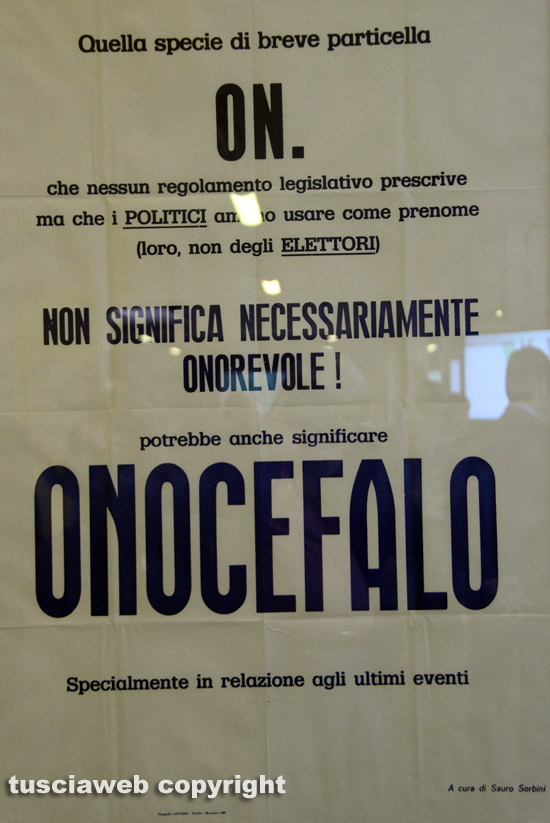 Quella specie di breve particella
ON.
che nessun regolamento legislativo prescrive
ma che i POLITICI amano usare come prenome
(loro, non degli ELETTORI)
NON SIGNIFICA NECESSARIAMENTE
ONOREVOLE !
potrebbe anche significare
ONOCEFALO
Specialmente in relazione agli ultimi eventi
tusciaweb copyright
A cura di Sauro Sorbini